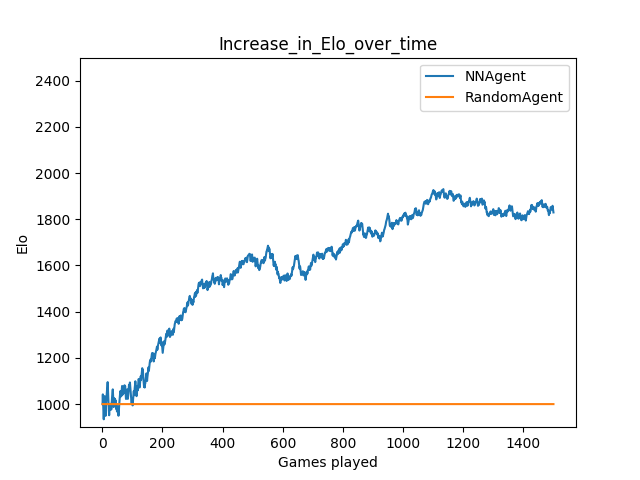 Increase_in_Elo_over_time
NNAgent
RandomAgent
2400
2200
2000
1800
1600
1400
1200
1000
Elo
0 200 400 600 800 1000 1200 1400
Games played